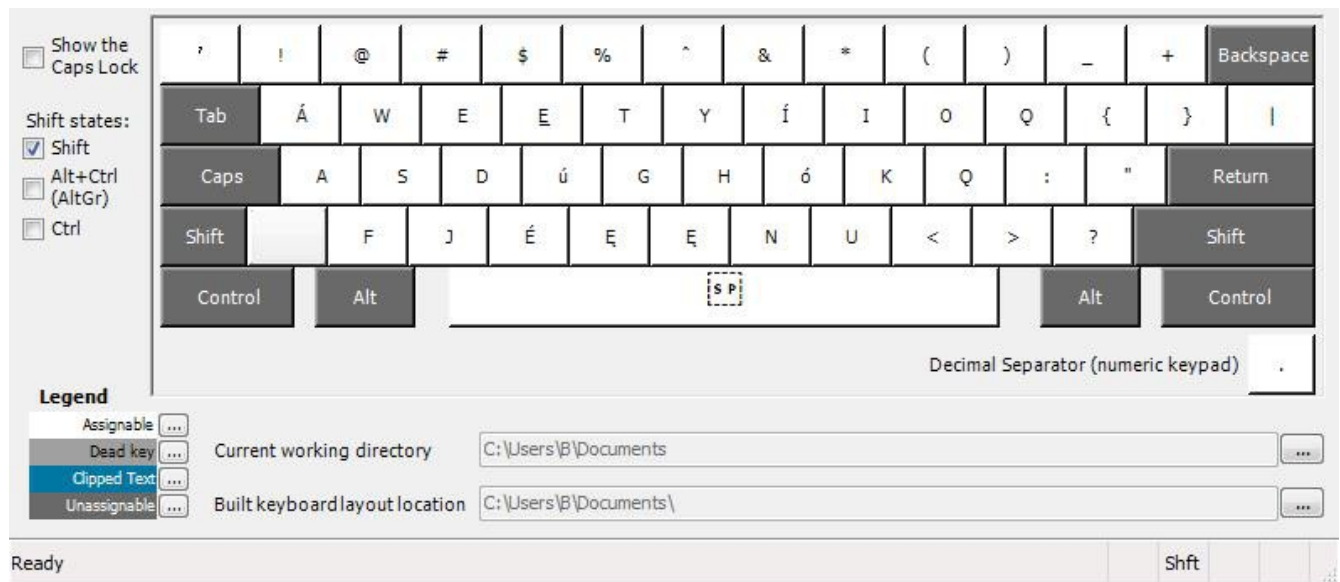 Show the
Caps Lock
Shift states:
Shift
Alt+Ctrl
(AltGr)
Ctrl
, ! @ # $ % ^ & * ( ) _ + Backspace
Tab Á W E E̲ T Y Í I O Q { } |
Caps A S D ú G H ó K Q : " Return
Shift F J É Ę Ę N U < > ? Shift
Control Alt SP Alt Control
Decimal Separator (numeric keypad) .
Legend
Assignable ...
Dead key ...
Clipped Text ...
Unassignable ...
Current working directory C:\Users\B\Documents ...
Built keyboard layout location C:\Users\B\Documents\ ...
Ready Shft